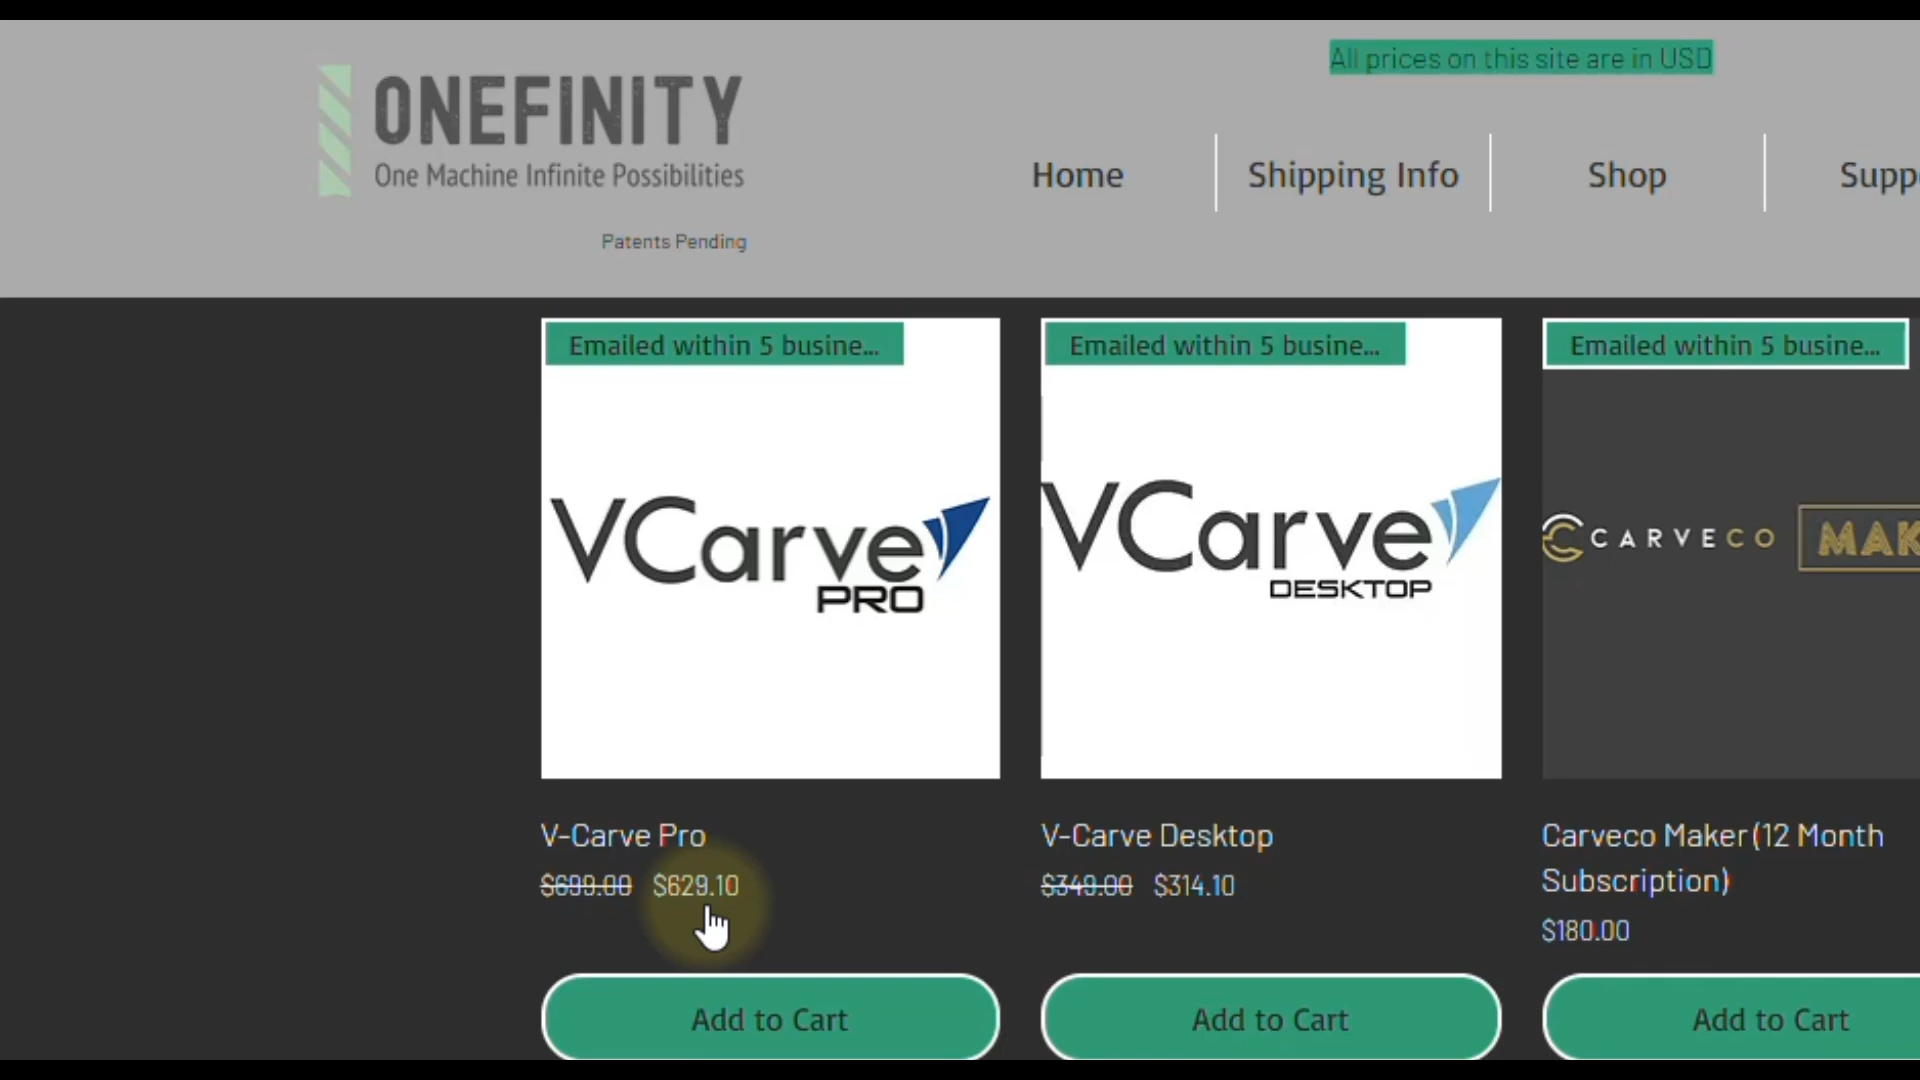 All prices on this site are in USD
ONEFINITY
One Machine Infinite Possibilities
Patents Pending
Home
Shipping Info
Shop
Emailed within 5 busine...
Emailed within 5 busine...
Emailed within 5 busine...
VCarve
PRO
VCarve
DESKTOP
CARVECO
V-Carve Pro
$699.00 $629.10
V-Carve Desktop
$349.00 $314.10
Carveco Maker (12 Month
Subscription)
$180.00
Add to Cart
Add to Cart
Add to Cart